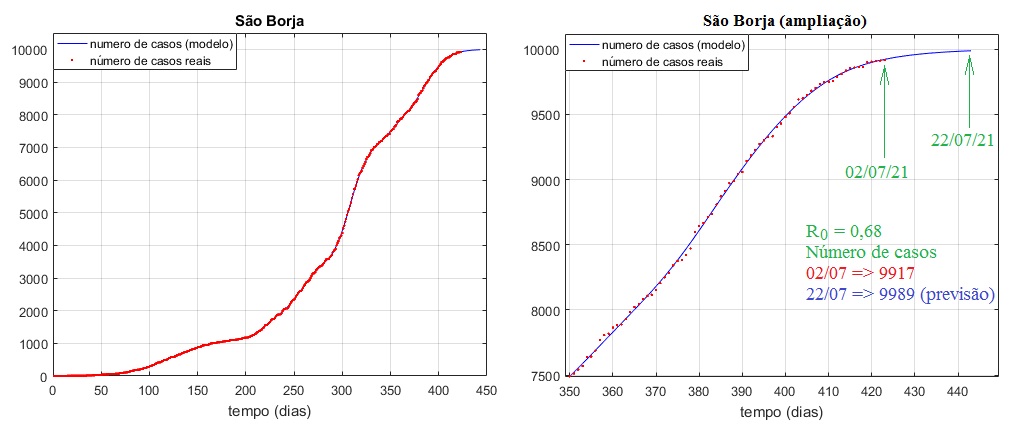 São Borja
numero de casos (modelo)
número de casos reais
10000
9000
8000
7000
6000
5000
4000
3000
2000
1000
0
0 50 100 150 200 250 300 350 400 450
tempo (dias)
São Borja (ampliação)
numero de casos (modelo)
número de casos reais
10000
9500
9000
8500
8000
7500
22/07/21
02/07/21
R0 = 0,68
Número de casos
02/07 => 9917
22/07 => 9989 (previsão)
350 360 370 380 390 400 410 420 430 440
tempo (dias)